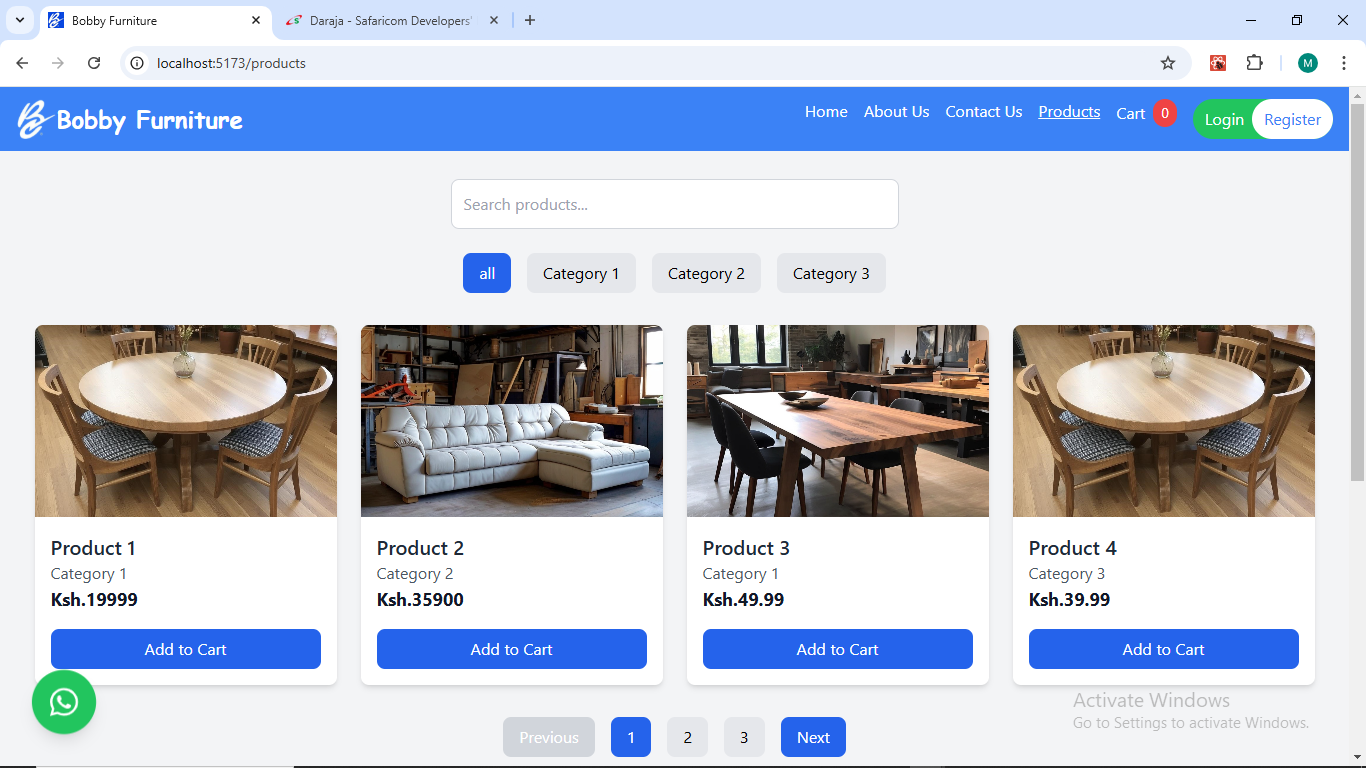 Bobby Furniture
Daraja - Safaricom Developers'
localhost:5173/products
M
Bobby Furniture
Home About Us Contact Us Products Cart 0 Login Register
Search products...
all Category 1 Category 2 Category 3
Product 1 Product 2 Product 3 Product 4
Category 1 Category 2 Category 1 Category 3
Ksh.19999 Ksh.35900 Ksh.49.99 Ksh.39.99
Add to Cart Add to Cart Add to Cart Add to Cart
Activate Windows
Go to Settings to activate Windows.
Previous 1 2 3 Next